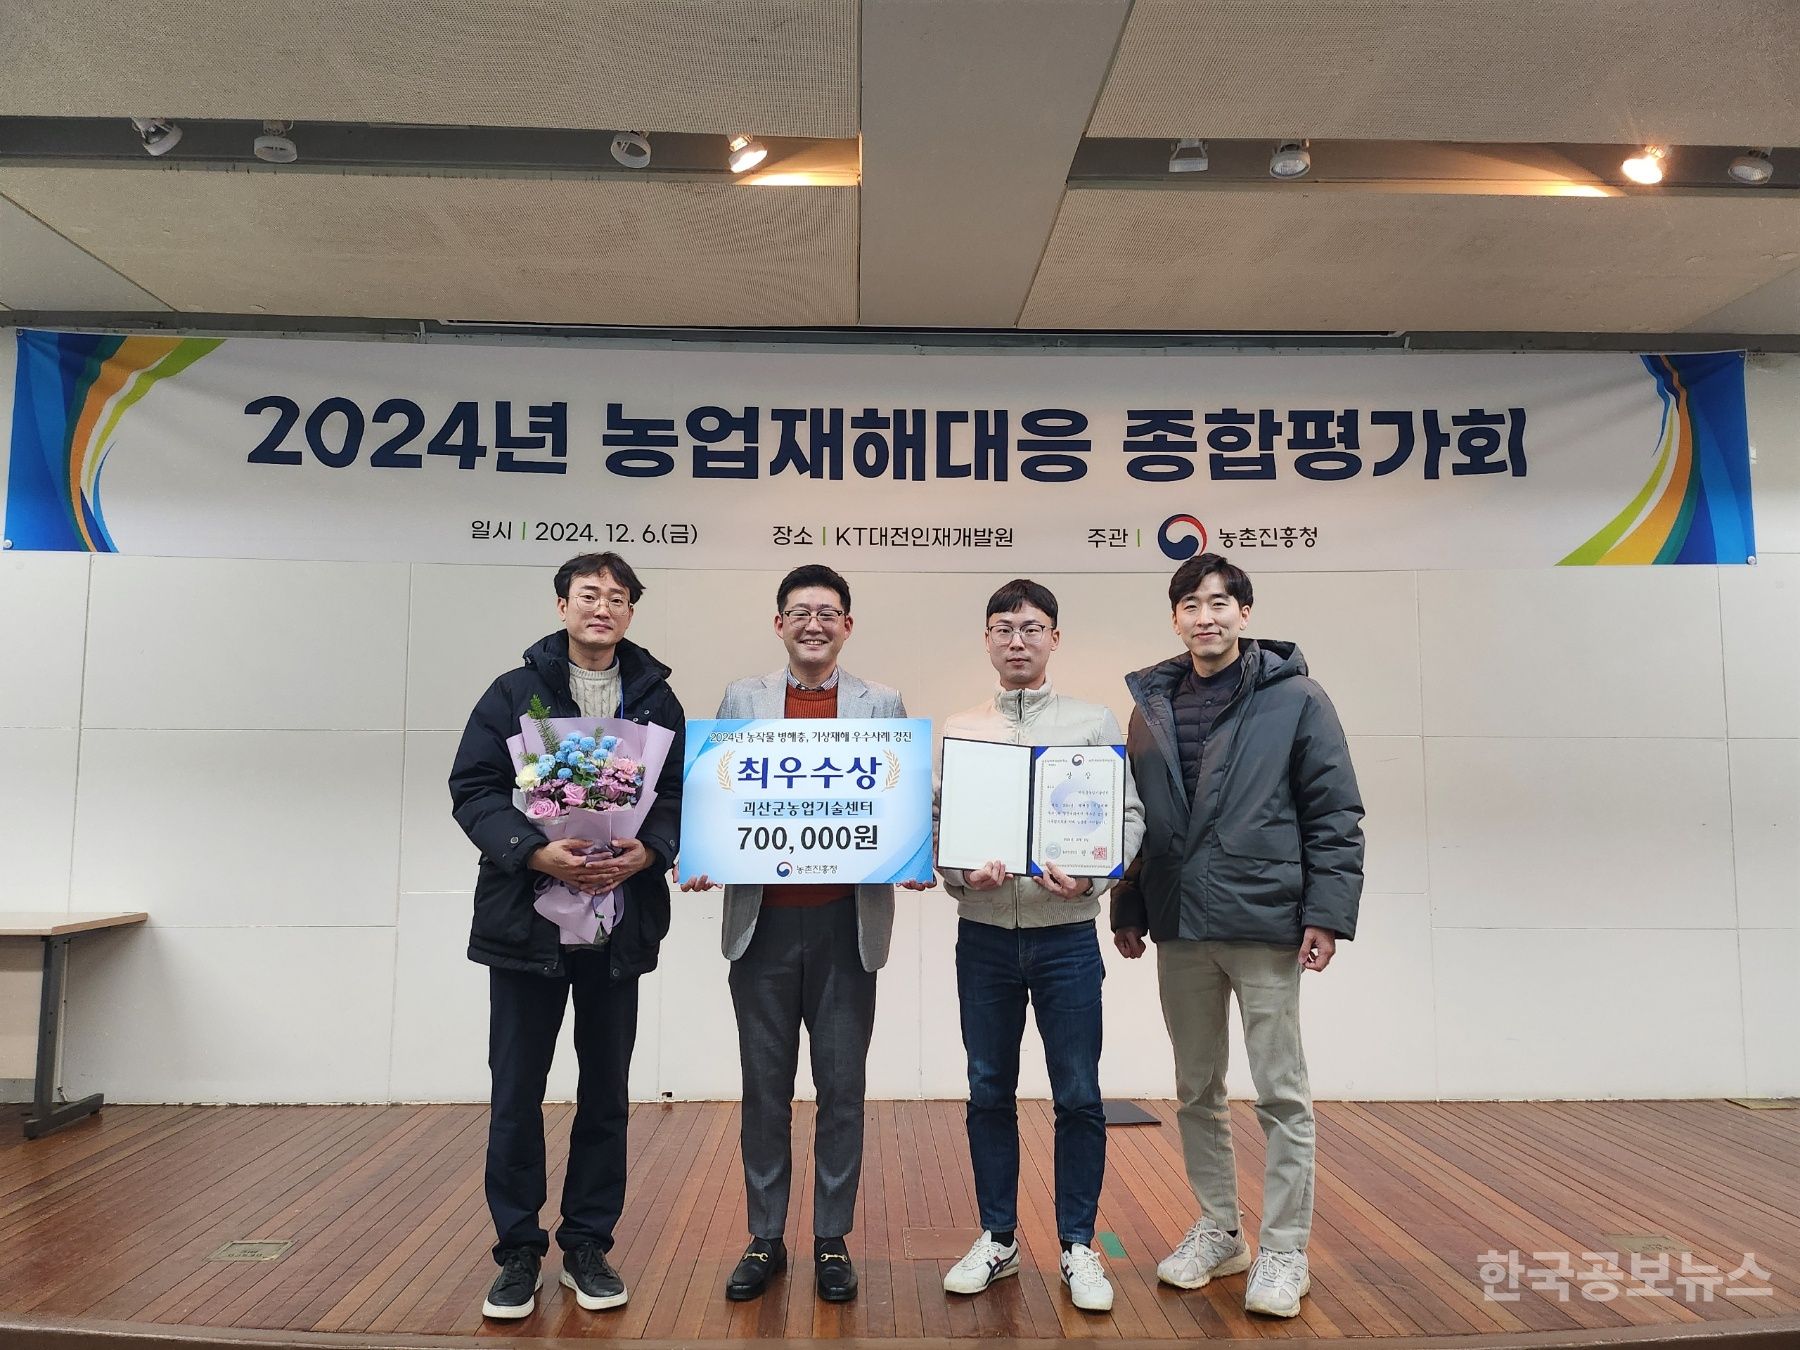 2024년 농업재해대응 종합평가회
일시 | 2024. 12. 6.(금) 장소 | KT대전인재개발원 주관 | 농촌진흥청
2024년 농작물 병해충, 기상재해 우수사례 경진
최우수상
괴산군농업기술센터
700,000원
농촌진흥청
상장
한국공보뉴스